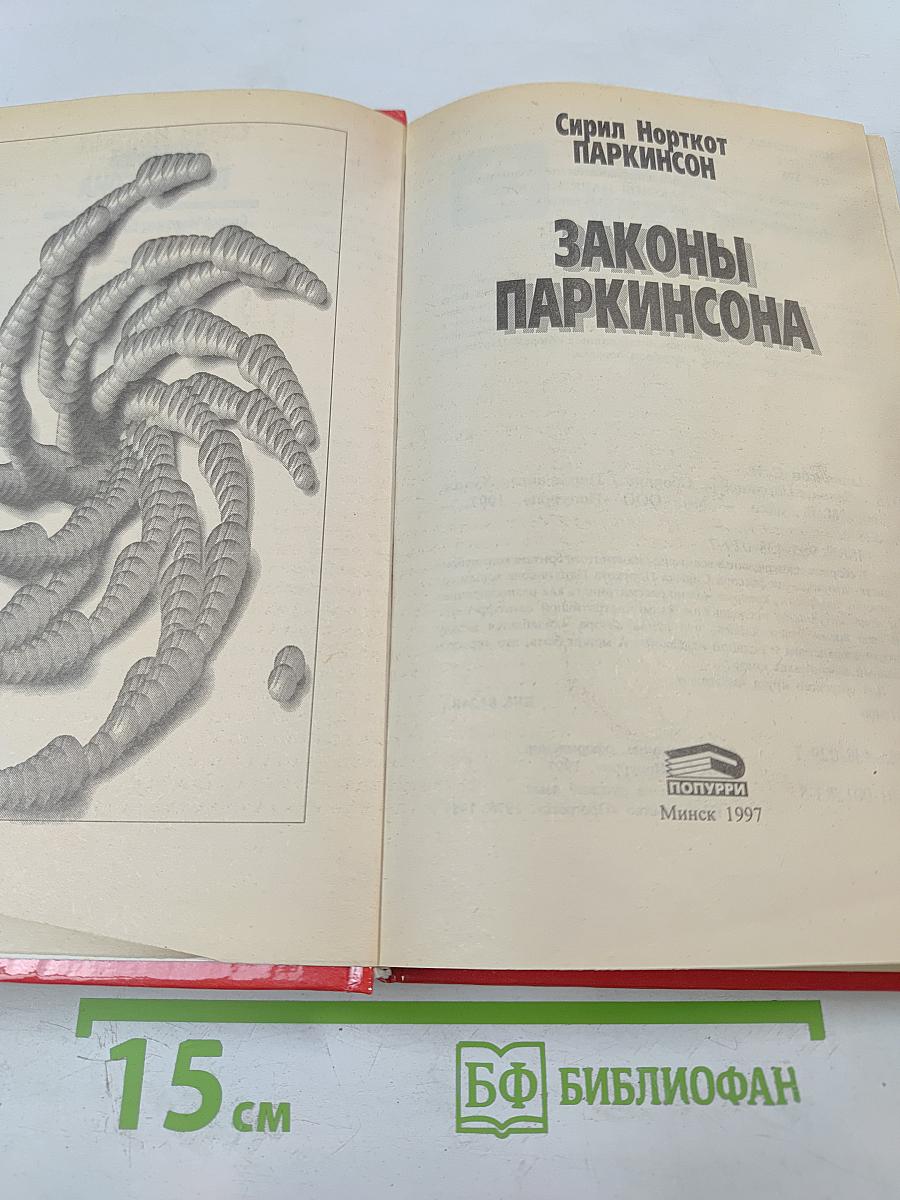 Сирил Норткот
ПАРКИНСОН
ЗАКОНЫ
ПАРКИНСОНА
ПОПУРРИ
Минск 1997
15 см
БФ БИБЛИОФАН